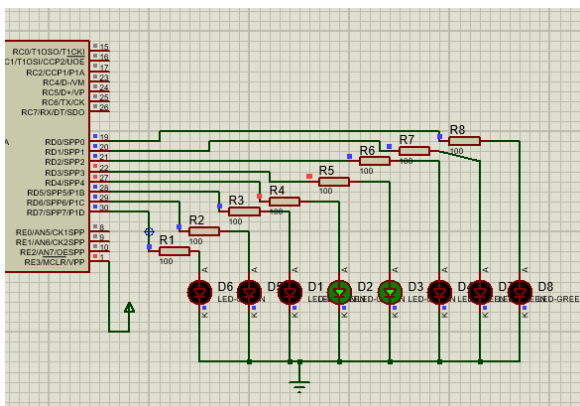 RC0/T1OSO/T1CKI
RC1/T1OSI/CCP2/UOE
RC2/CCP1/P1A
RC4/D-/VM
RC5/D+/VP
RC6/TX/CK
RC7/RX/DT/SDO
15
16
17
23
24
25
26
RD0/SPP0
RD1/SPP1
RD2/SPP2
RD3/SPP3
RD4/SPP4
RD5/SPP5/P1B
RD6/SPP6/P1C
RD7/SPP7/P1D
19
20
21
22
27
28
29
30
RE0/AN5/CK1SPP
RE1/AN6/CK2SPP
RE2/AN7/OESPP
RE3/MCLR/VPP
8
9
10
1
R8
100
R7
100
R6
100
R5
100
R4
100
R3
100
R2
100
R1
100
A A A A A A A A
D6 D5 D1 D2 D3 D8
K K K K K K K K